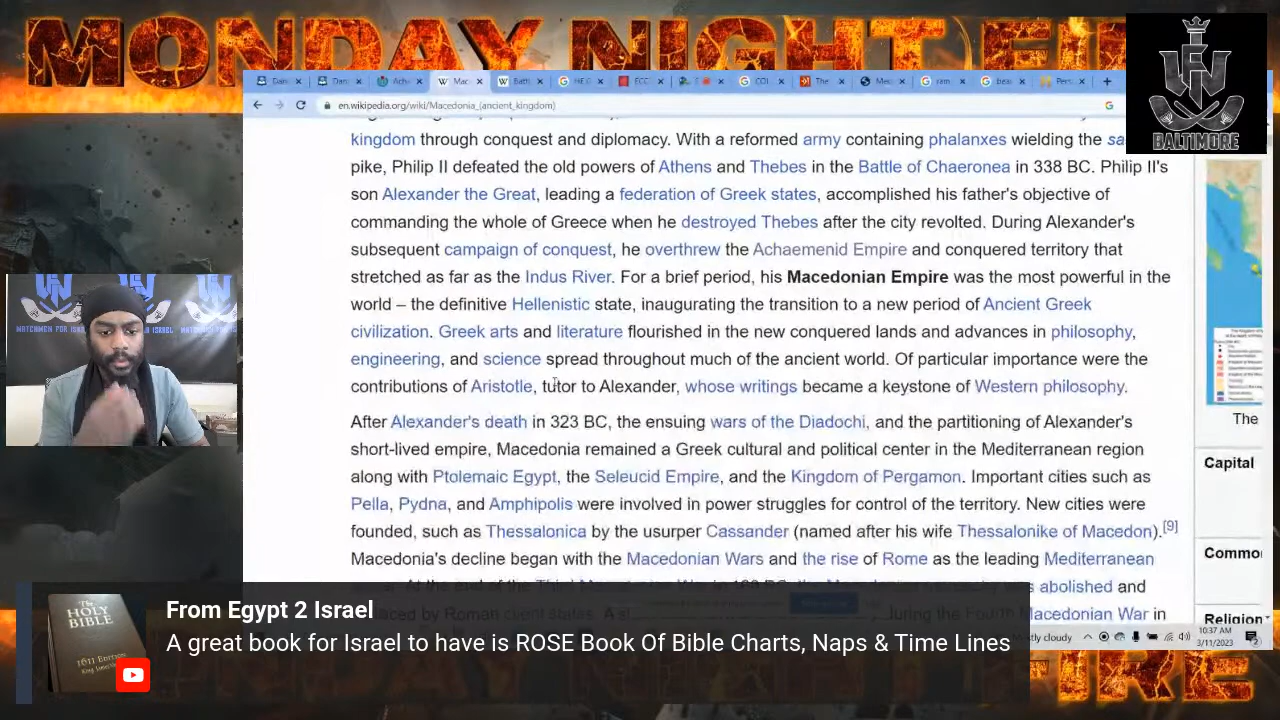 MONDAY NIGHT FI
WFI
BALTIMORE
en.wikipedia.org/wiki/Macedonia_(ancient_kingdom)
kingdom through conquest and diplomacy. With a reformed army containing phalanxes wielding the
pike, Philip II defeated the old powers of Athens and Thebes in the Battle of Chaeronea in 338 BC. Philip II's
son Alexander the Great, leading a federation of Greek states, accomplished his father's objective of
commanding the whole of Greece when he destroyed Thebes after the city revolted. During Alexander's
subsequent campaign of conquest, he overthrew the Achaemenid Empire and conquered territory that
stretched as far as the Indus River. For a brief period, his Macedonian Empire was the most powerful in the
world – the definitive Hellenistic state, inaugurating the transition to a new period of Ancient Greek
civilization. Greek arts and literature flourished in the new conquered lands and advances in philosophy,
engineering, and science spread throughout much of the ancient world. Of particular importance were the
contributions of Aristotle, tutor to Alexander, whose writings became a keystone of Western philosophy.
After Alexander's death in 323 BC, the ensuing wars of the Diadochi, and the partitioning of Alexander's
short-lived empire, Macedonia remained a Greek cultural and political center in the Mediterranean region
along with Ptolemaic Egypt, the Seleucid Empire, and the Kingdom of Pergamon. Important cities such as
Pella, Pydna, and Amphipolis were involved in power struggles for control of the territory. New cities were
founded, such as Thessalonica by the usurper Cassander (named after his wife Thessalonike of Macedon).[9]
Macedonia's decline began with the Macedonian Wars and the rise of Rome as the leading Mediterranean
abolished and
Macedonian War in
The
Capital
Commo
Religion
cloudy
10:37 AM
3/11/2023
The
HOLY
BIBLE
1611 EDITION
From Egypt 2 Israel
A great book for Israel to have is ROSE Book Of Bible Charts, Naps & Time Lines
FIRE